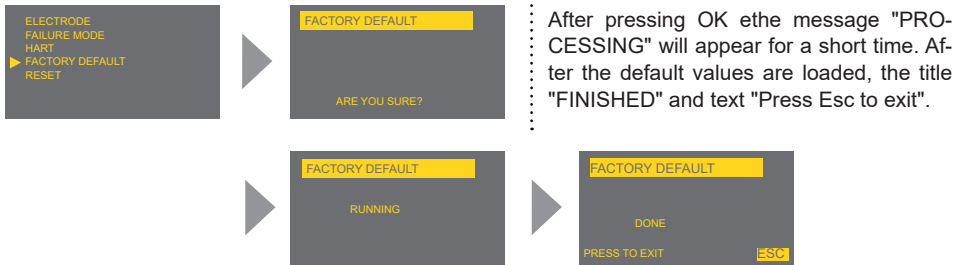 ELECTRODE
FAILURE MODE
HART
FACTORY DEFAULT
RESET
FACTORY DEFAULT
ARE YOU SURE?
After pressing OK ethe message "PRO-
CESSING" will appear for a short time. Af-
ter the default values are loaded, the title
"FINISHED" and text "Press Esc to exit".
FACTORY DEFAULT
RUNNING
FACTORY DEFAULT
DONE
PRESS TO EXIT ESC